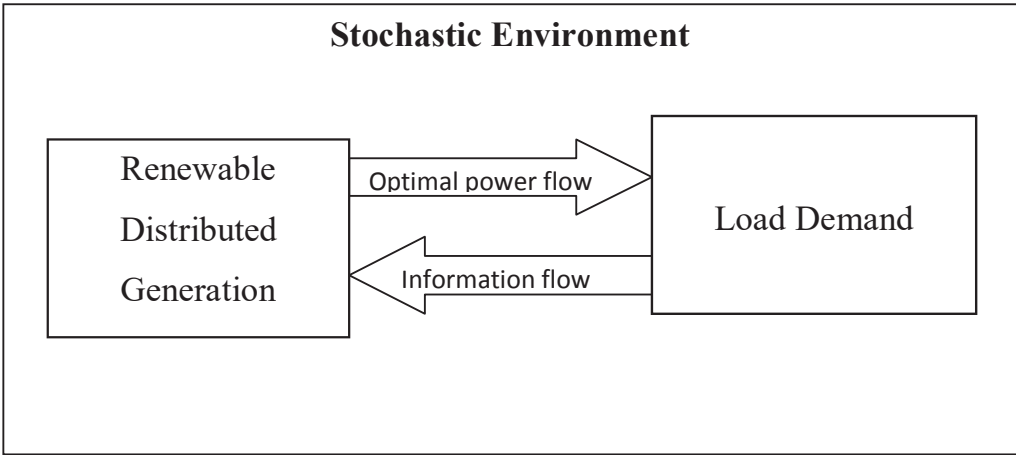 Stochastic Environment
Renewable
Distributed
Generation
Optimal power flow
Information flow
Load Demand